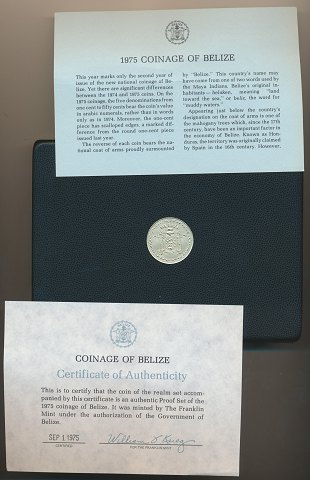 1975 COINAGE OF BELIZE
This year marks only the second year of
issue of the new national coinage of Be-
lize. Yet there are significant differences
between the 1974 and 1975 coins. On the
1975 coinage, the five denominations from
one cent to fifty cents bear the coin's value
in arabic numerals, rather than in words
only as in 1974. Moreover, the one-cent
piece has scalloped edges, a marked dif-
ference from the round one-cent piece
issued last year.
The reverse of each coin bears the na-
tional coat of arms proudly surmounted
by "Belize." This country's name may
have come from one of two words used by
the Maya Indians, Belize's original in-
habitants — belaken, meaning "land
toward the sea," or belix, the word for
"muddy waters."
Appearing just below the country's
designation on the coat of arms is one of
the mahogany trees which, since the 17th
century, have been an important factor in
the economy of Belize. Known as Hon-
duras, the territory was originally claimed
by Spain in the 16th century. However,
COINAGE OF BELIZE
Certificate of Authenticity
This is to certify that the coin of the realm set accom-
panied by this certificate is an authentic Proof Set of the
1975 coinage of Belize. It was minted by The Franklin
Mint under the authorization of the Government of
Belize.
SEP 1 1975
CERTIFIED
FOR THE FRANKLIN MINT